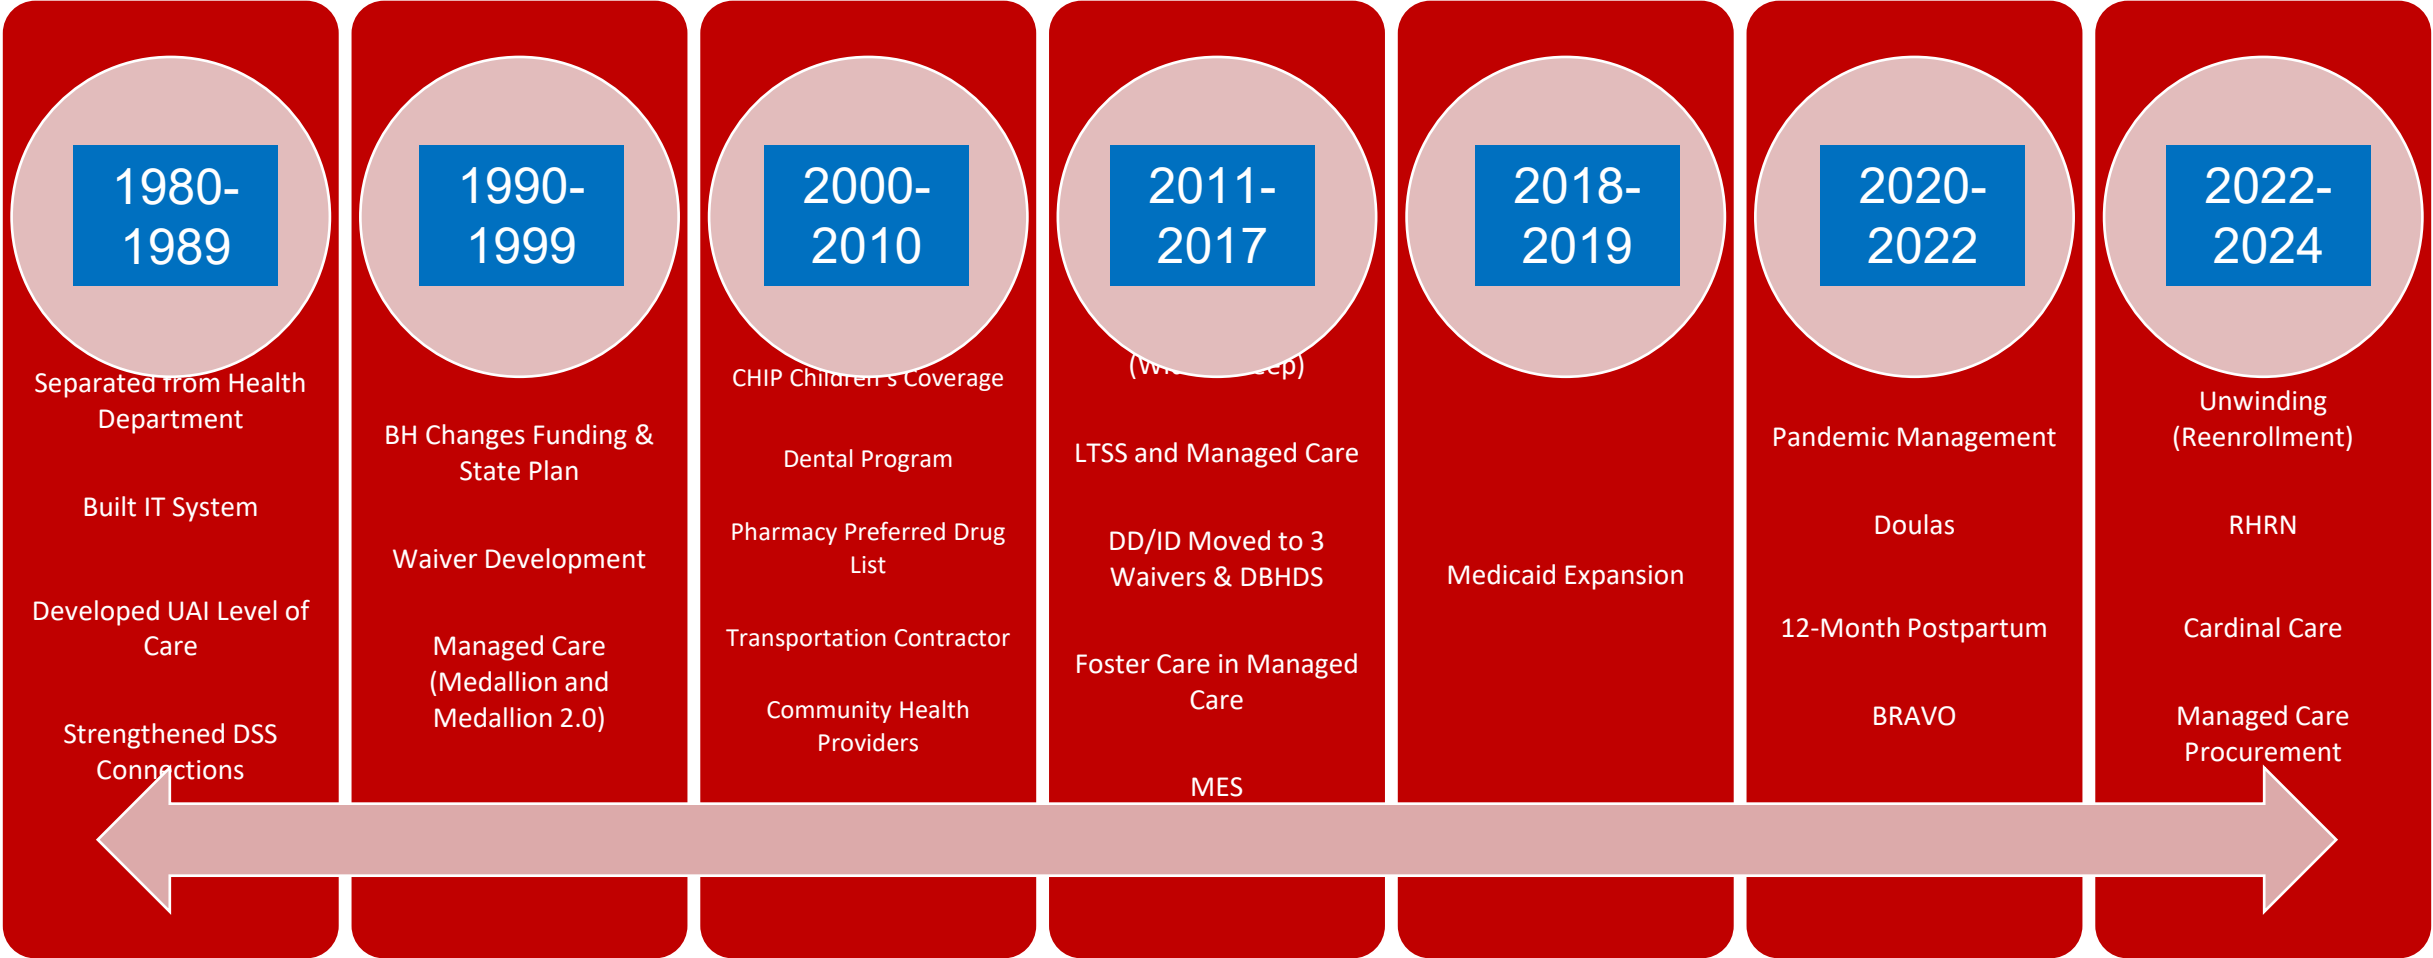 1980-
1989
Separated from Health
Department
Built IT System
Developed UAI Level of
Care
Strengthened DSS
Connections
1990-
1999
BH Changes Funding &
State Plan
Waiver Development
Managed Care
(Medallion and
Medallion 2.0)
2000-
2010
CHIP Children's Coverage
Dental Program
Pharmacy Preferred Drug
List
Transportation Contractor
Community Health
Providers
2011-
2017
LTSS and Managed Care
DD/ID Moved to 3
Waivers & DBHDS
Foster Care in Managed
Care
MES
2018-
2019
Medicaid Expansion
2020-
2022
Pandemic Management
Doulas
12-Month Postpartum
BRAVO
2022-
2024
Unwinding
(Reenrollment)
RHRN
Cardinal Care
Managed Care
Procurement